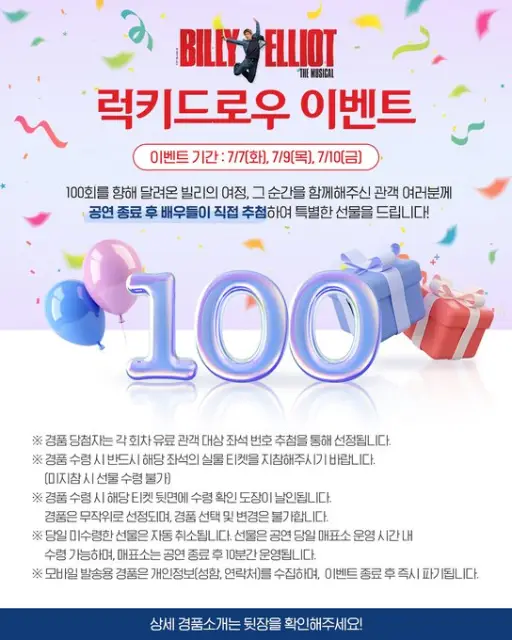 BILLY ELLIOT
THE MUSICAL
럭키드로우 이벤트
이벤트 기간 : 7/7(화), 7/9(목), 7/10(금)
100회를 향해 달려온 빌리의 여정, 그 순간을 함께해주신 관객 여러분께
공연 종료 후 배우들이 직접 추첨하여 특별한 선물을 드립니다!
100
※ 경품 당첨자는 각 회차 유료 관객 대상 좌석 번호 추첨을 통해 선정됩니다.
※ 경품 수령 시 반드시 해당 좌석의 실물 티켓을 지참해주시기 바랍니다.
(미지참 시 선물 수령 불가)
※ 경품 수령 시 해당 티켓 뒷면에 수령 확인 도장이 날인됩니다.
경품은 무작위로 선정되며, 경품 선택 및 변경은 불가합니다.
※ 당일 미수령한 선물은 자동 취소됩니다. 선물은 공연 당일 매표소 운영 시간 내
수령 가능하며, 매표소는 공연 종료 후 10분간 운영됩니다.
※ 모바일 발송용 경품은 개인정보(성함, 연락처)를 수집하며, 이벤트 종료 후 즉시 파기됩니다.
상세 경품소개는 뒷장을 확인해주세요!